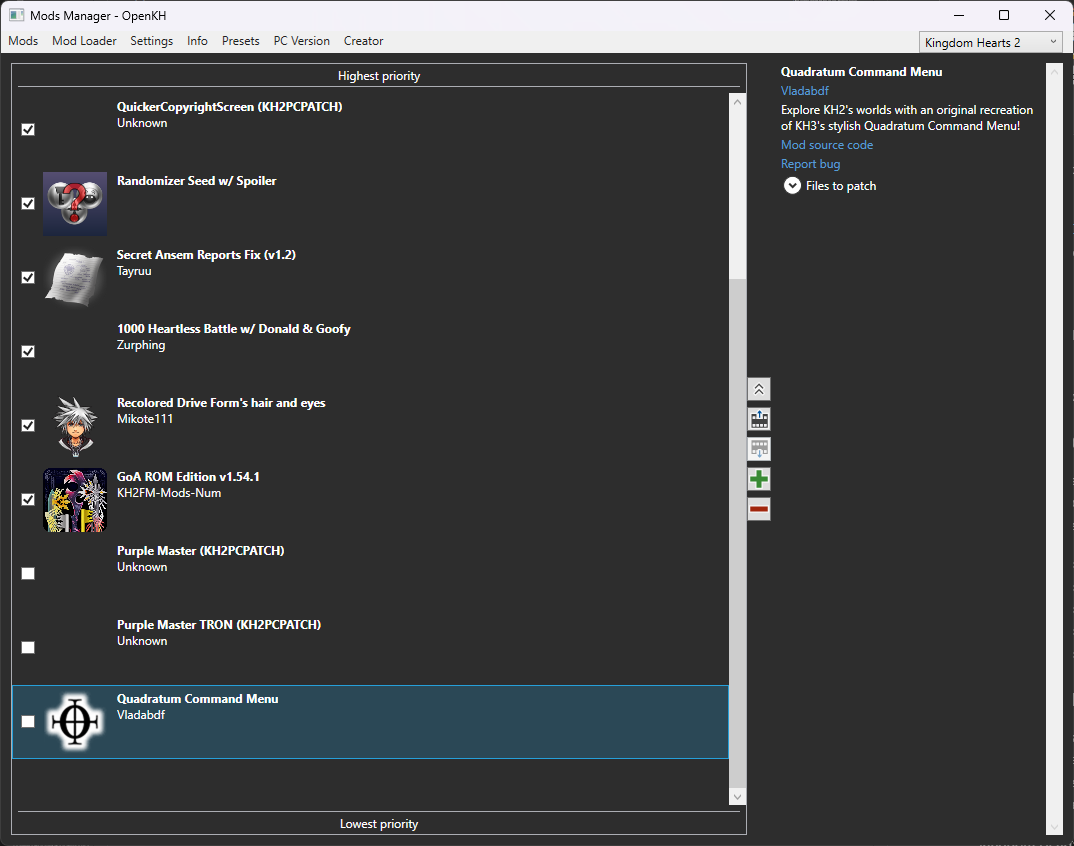 Mods Manager - OpenKH
Mods Mod Loader Settings Info Presets PC Version Creator
Kingdom Hearts 2
Highest priority
QuickerCopyrightScreen (KH2PCPATCH)
Unknown
Randomizer Seed w/ Spoiler
Secret Ansem Reports Fix (v1.2)
Tayruu
1000 Heartless Battle w/ Donald & Goofy
Zurphing
Recolored Drive Form's hair and eyes
Mikote111
GoA ROM Edition v1.54.1
KH2FM-Mods-Num
Purple Master (KH2PCPATCH)
Unknown
Purple Master TRON (KH2PCPATCH)
Unknown
Quadratum Command Menu
Vladabdf
Lowest priority
Quadratum Command Menu
Vladabdf
Explore KH2's worlds with an original recreation
of KH3's stylish Quadratum Command Menu!
Mod source code
Report bug
Files to patch